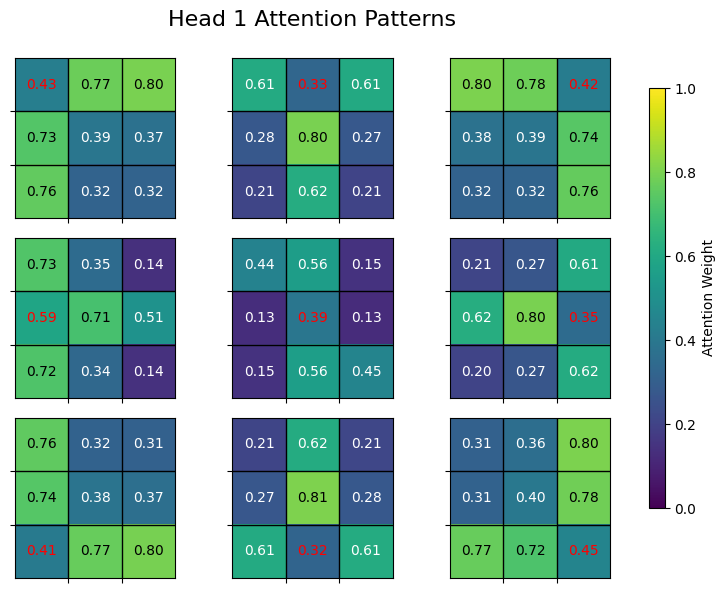 Head 1 Attention Patterns
0.43 0.77 0.80 0.61 0.33 0.61 0.80 0.78 0.42
0.73 0.39 0.37 0.28 0.80 0.27 0.38 0.39 0.74
0.76 0.32 0.32 0.21 0.62 0.21 0.32 0.32 0.76
0.73 0.35 0.14 0.44 0.56 0.15 0.21 0.27 0.61
0.59 0.71 0.51 0.13 0.39 0.13 0.62 0.80 0.35
0.72 0.34 0.14 0.15 0.56 0.45 0.20 0.27 0.62
0.76 0.32 0.31 0.21 0.62 0.21 0.31 0.36 0.80
0.74 0.38 0.37 0.27 0.81 0.28 0.31 0.40 0.78
0.41 0.77 0.80 0.61 0.32 0.61 0.77 0.72 0.45
1.0
0.8
0.6
0.4
0.2
0.0
Attention Weight